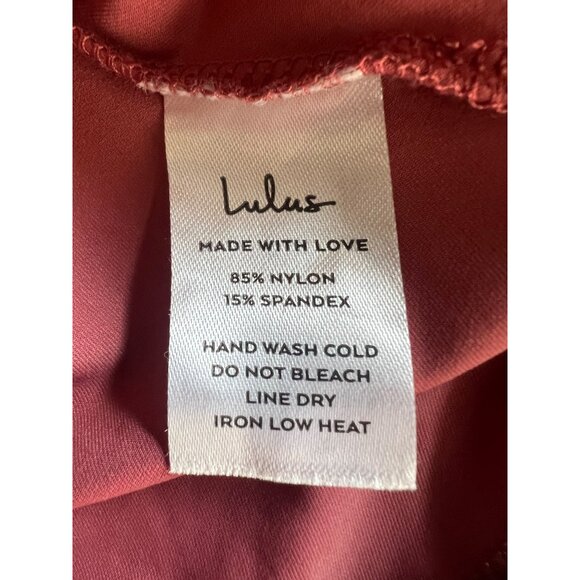 Lulus
MADE WITH LOVE
85% NYLON
15% SPANDEX
HAND WASH COLD
DO NOT BLEACH
LINE DRY
IRON LOW HEAT